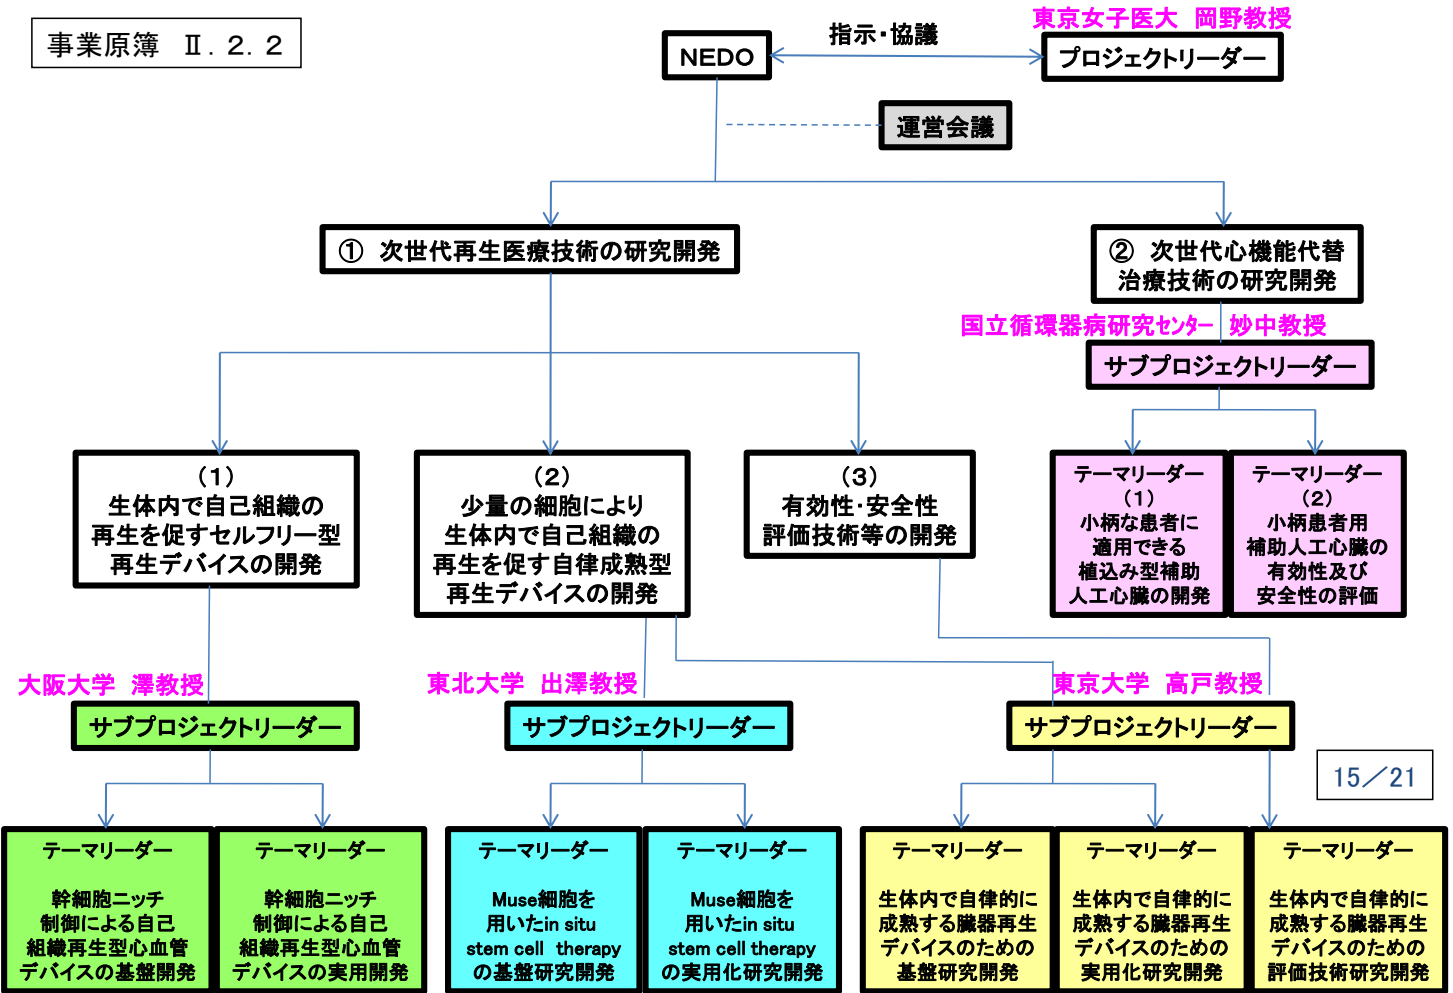 事業原簿 Ⅱ.2.2
東京女子医大 岡野教授
指示・協議
NEDO
プロジェクトリーダー
運営会議
① 次世代再生医療技術の研究開発
② 次世代心機能代替
治療技術の研究開発
国立循環器病研究センター 妙中教授
サブプロジェクトリーダー
(1)
生体内で自己組織の
再生を促すセルフリー型
再生デバイスの開発
(2)
少量の細胞により
生体内で自己組織の
再生を促す自律成熟型
再生デバイスの開発
(3)
有効性・安全性
評価技術等の開発
テーマリーダー
(1)
小柄な患者に
適用できる
植込み型補助
人工心臓の開発
テーマリーダー
(2)
小柄患者用
補助人工心臓の
有効性及び
安全性の評価
大阪大学 澤教授
サブプロジェクトリーダー
東北大学 出澤教授
サブプロジェクトリーダー
東京大学 高戸教授
サブプロジェクトリーダー
15/21
テーマリーダー
幹細胞ニッチ
制御による自己
組織再生型心血管
デバイスの基盤開発
テーマリーダー
幹細胞ニッチ
制御による自己
組織再生型心血管
デバイスの実用開発
テーマリーダー
Muse細胞を
用いたin situ
stem cell therapy
の基盤研究開発
テーマリーダー
Muse細胞を
用いたin situ
stem cell therapy
の実用化研究開発
テーマリーダー
生体内で自律的に
成熟する臓器再生
デバイスのための
基盤研究開発
テーマリーダー
生体内で自律的に
成熟する臓器再生
デバイスのための
実用化研究開発
テーマリーダー
生体内で自律的に
成熟する臓器再生
デバイスのための
評価技術研究開発